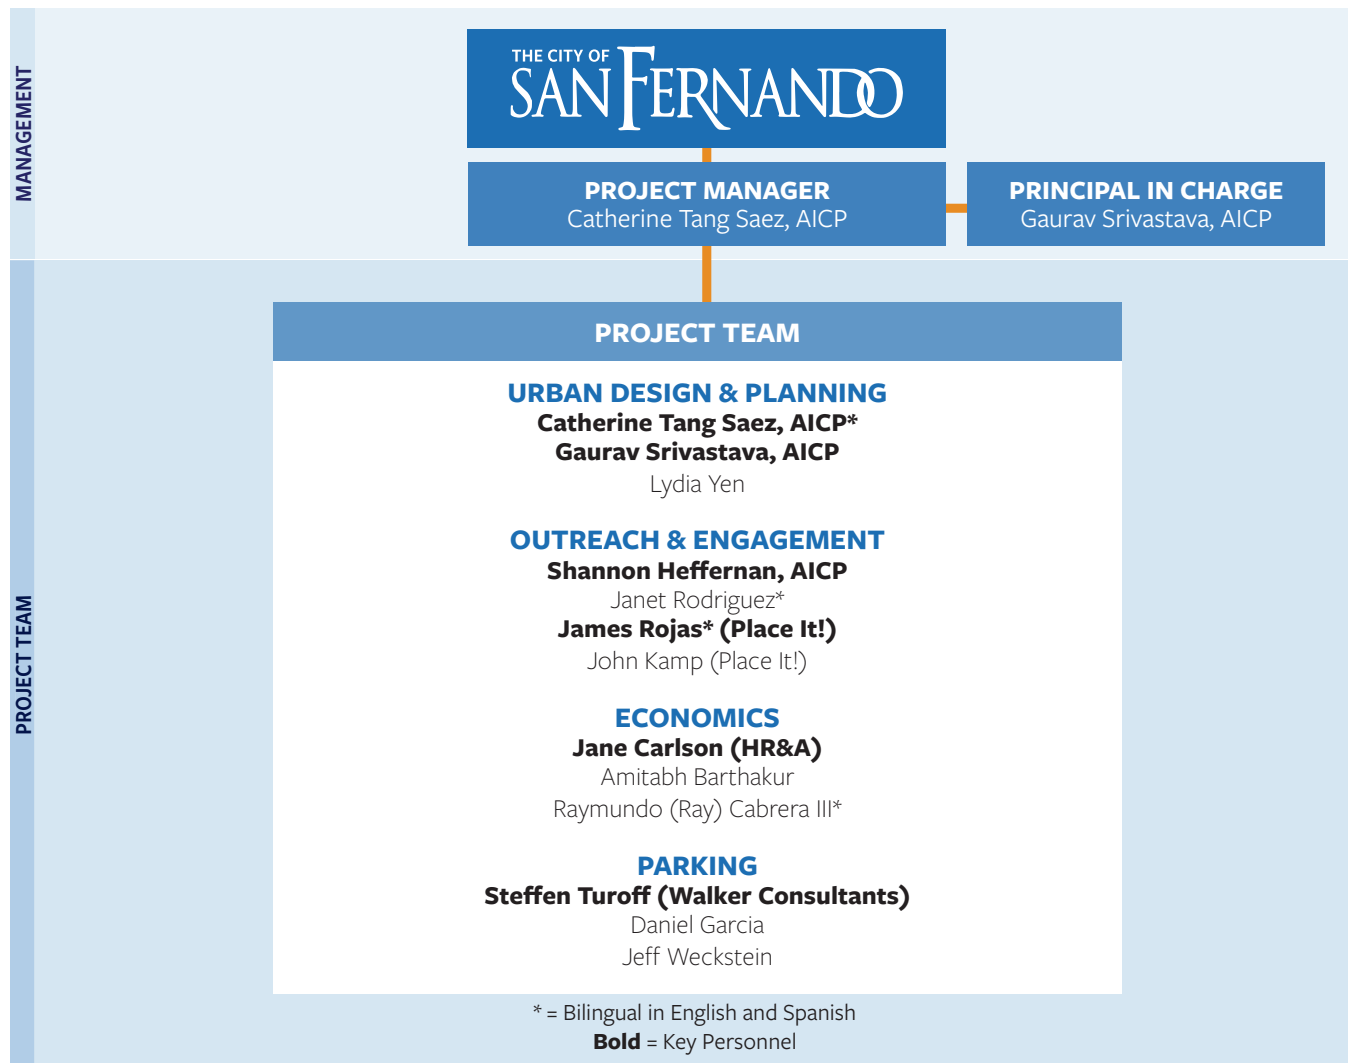 MANAGEMENT
THE CITY OF
SAN FERNANDO
PROJECT MANAGER
Catherine Tang Saez, AICP
PRINCIPAL IN CHARGE
Gaurav Srivastava, AICP
PROJECT TEAM
PROJECT TEAM
URBAN DESIGN & PLANNING
Catherine Tang Saez, AICP*
Gaurav Srivastava, AICP
Lydia Yen
OUTREACH & ENGAGEMENT
Shannon Heffernan, AICP
Janet Rodriguez*
James Rojas* (Place It!)
John Kamp (Place It!)
ECONOMICS
Jane Carlson (HR&A)
Amitabh Barthakur
Raymundo (Ray) Cabrera III*
PARKING
Steffen Turoff (Walker Consultants)
Daniel Garcia
Jeff Weckstein
* = Bilingual in English and Spanish
Bold = Key Personnel